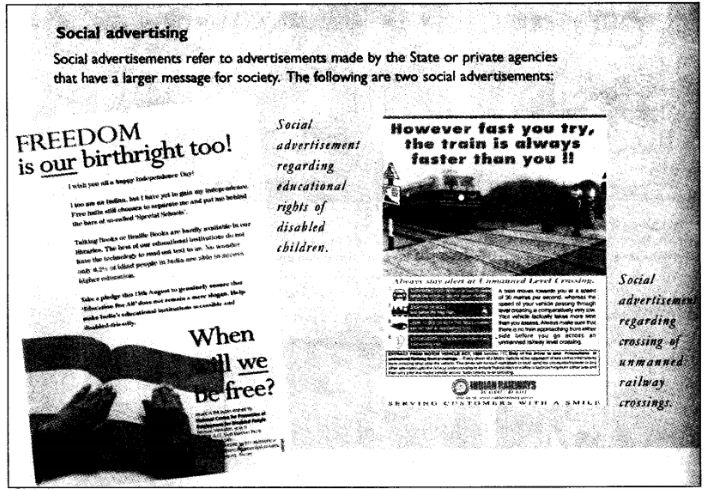 Social advertising
Social advertisements refer to advertisements made by the State or private agencies
that have a larger message for society. The following are two social advertisements:
FREEDOM
is our birthright too!
I wish you all a happy Independence Day!
I too am an Indian, but I have yet to gain my independence.
Free India still chooses to separate me and put me behind
the bars of so-called 'Special Schools'.
Talking Books or Braille Books are hardly available in our
libraries. The best of our educational institutions do not
have the technology to read out text to us. No wonder
only 0.2% of blind people in India are able to access
higher education.
Take a pledge this 15th August to genuinely ensure that
'Education For All' does not remain a mere slogan. Help
make India's educational institutions accessible and
disabled-friendly.
When
will we
be free?
National Centre for Promotion of
Employment for Disabled People
Social
advertisement
regarding
educational
rights of
disabled
children.
However fast you try,
the train is always
faster than you !!
Always stay alert at Unmanned Level Crossing.
A train moves towards you at a speed
of 30 metres per second, whereas the
speed of your vehicle passing through
level crossing is comparatively very low.
Your vehicle factually takes more time
than you assess. Always make sure that
no train is approaching from either
side before you go across an
unmanned railway level crossing.
INDIAN RAILWAYS
SERVING CUSTOMERS WITH A SMILE
Social
advertisement
regarding
crossing of
unmanned
railway
crossings.